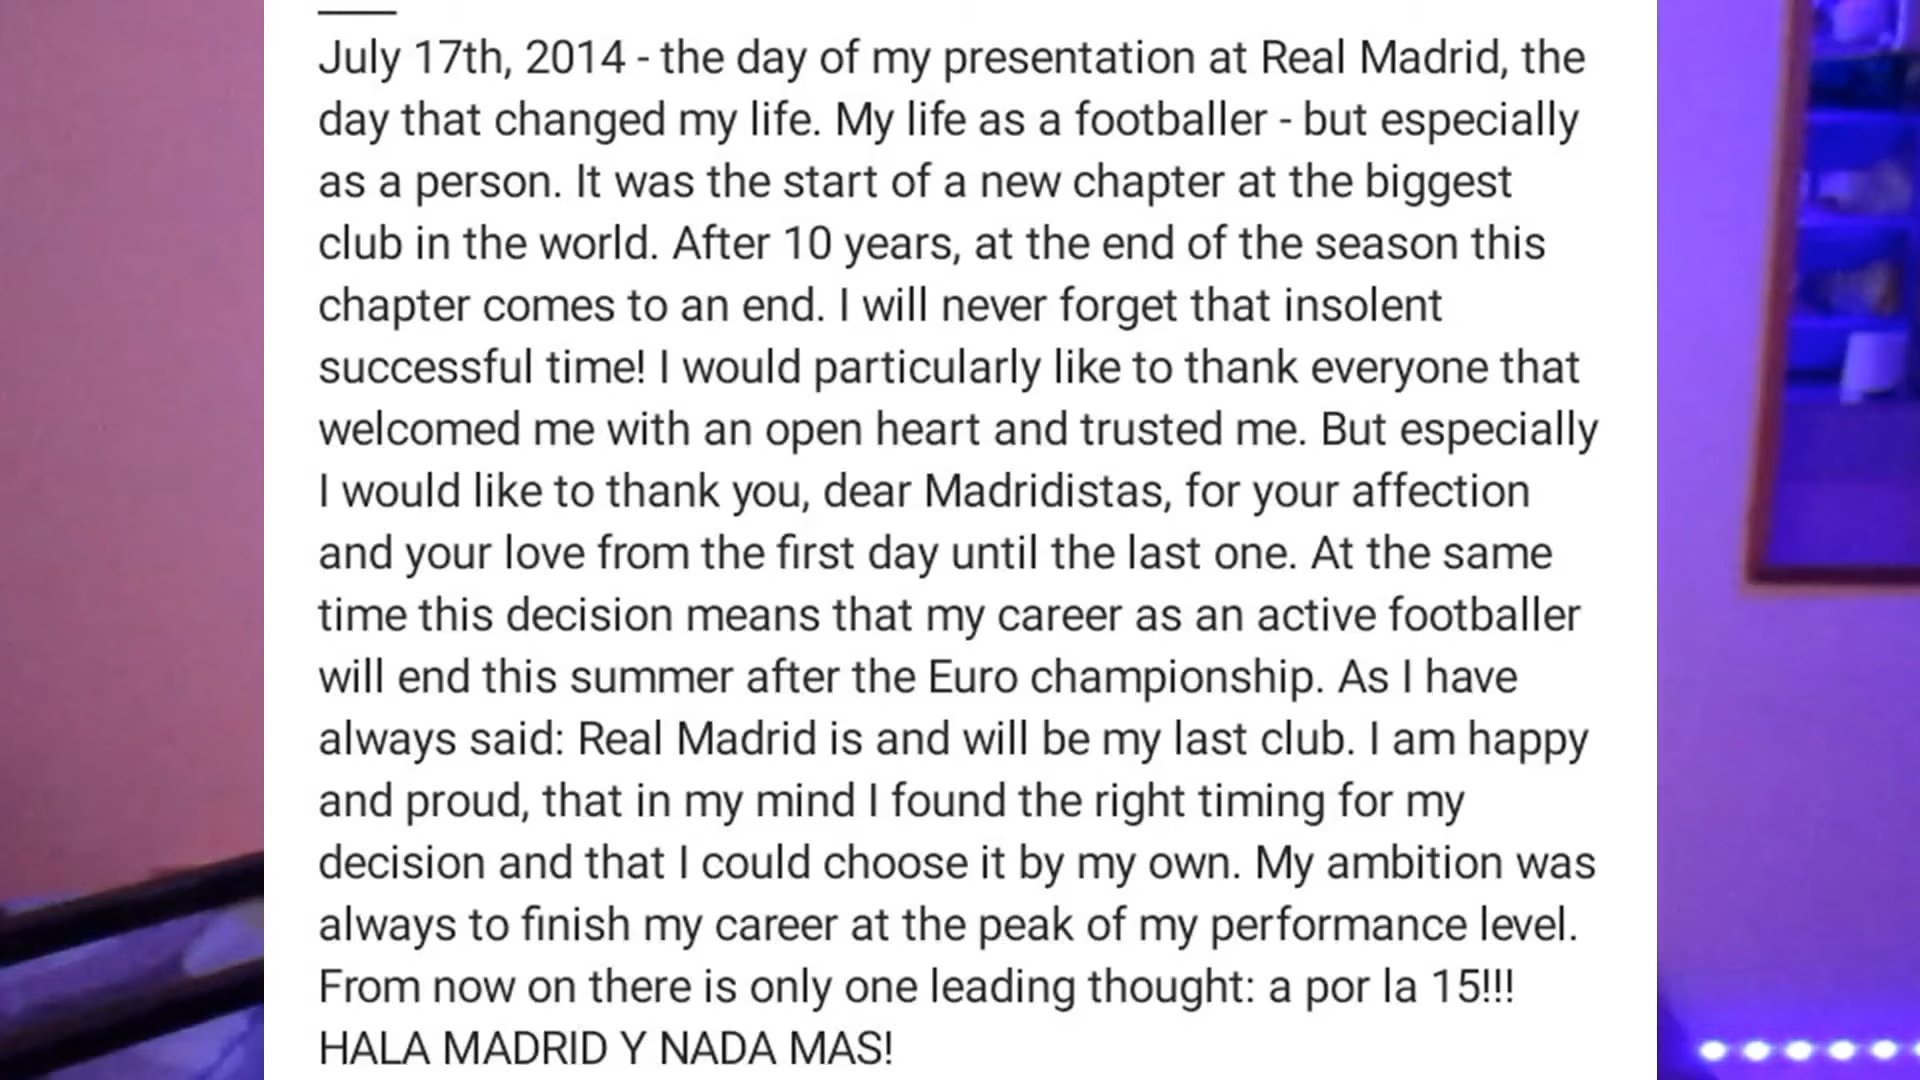 July 17th, 2014 - the day of my presentation at Real Madrid, the
day that changed my life. My life as a footballer - but especially
as a person. It was the start of a new chapter at the biggest
club in the world. After 10 years, at the end of the season this
chapter comes to an end. I will never forget that insolent
successful time! I would particularly like to thank everyone that
welcomed me with an open heart and trusted me. But especially
I would like to thank you, dear Madridistas, for your affection
and your love from the first day until the last one. At the same
time this decision means that my career as an active footballer
will end this summer after the Euro championship. As I have
always said: Real Madrid is and will be my last club. I am happy
and proud, that in my mind I found the right timing for my
decision and that I could choose it by my own. My ambition was
always to finish my career at the peak of my performance level.
From now on there is only one leading thought: a por la 15!!!
HALA MADRID Y NADA MAS!